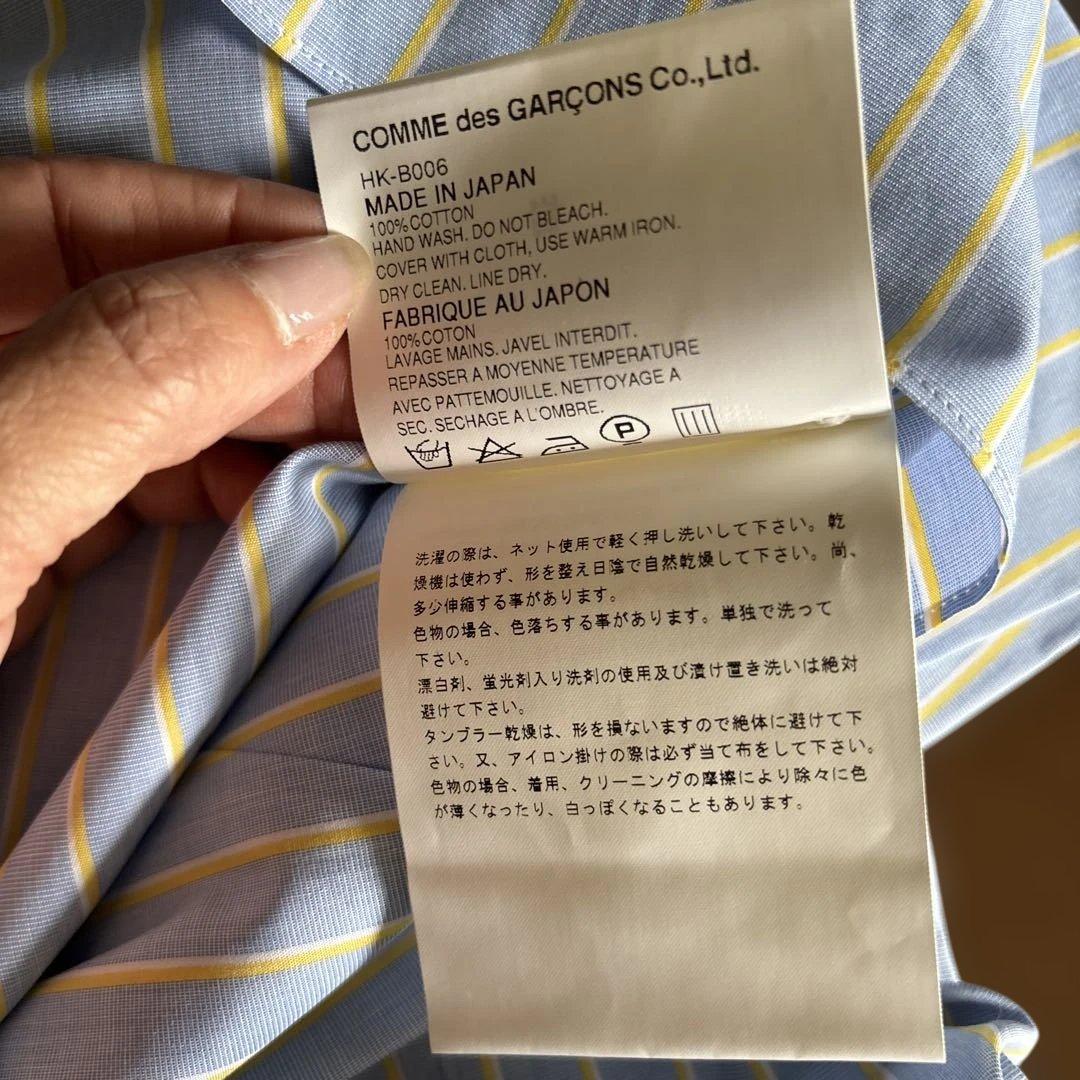 COMME des GARÇONS Co.,Ltd.
HK-B006
MADE IN JAPAN
100%COTTON
HAND WASH. DO NOT BLEACH.
COVER WITH CLOTH, USE WARM IRON.
DRY CLEAN. LINE DRY.
FABRIQUE AU JAPON
100%COTON
LAVAGE MAINS. JAVEL INTERDIT.
REPASSER A MOYENNE TEMPERATURE
AVEC PATTEMOUILLE. NETTOYAGE A
SEC. SECHAGE A L'OMBRE.
P
洗濯の際は、ネット使用で軽く押し洗いして下さい。乾
燥機は使わず、形を整え日陰で自然乾燥して下さい。尚、
多少伸縮する事があります。
色物の場合、色落ちする事があります。単独で洗って
下さい。
漂白剤、蛍光剤入り洗剤の使用及び漬け置き洗いは絶対
避けて下さい。
タンブラー乾燥は、形を損ないますので絶体に避けて下
さい。又、アイロン掛けの際は必ず当て布をして下さい。
色物の場合、着用、クリーニングの摩擦により除々に色
が薄くなったり、白っぽくなることもあります。